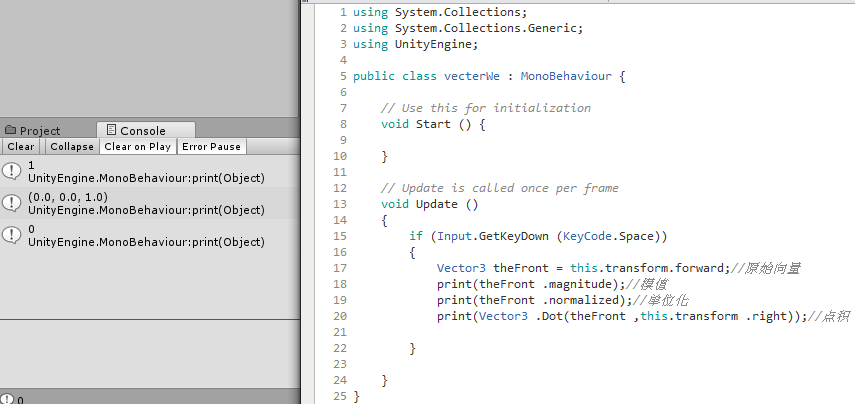 Project
Console
Clear Collapse Clear on Play Error Pause
1
UnityEngine.MonoBehaviour:print(Object)
(0.0, 0.0, 1.0)
UnityEngine.MonoBehaviour:print(Object)
0
UnityEngine.MonoBehaviour:print(Object)
0
1 using System.Collections;
2 using System.Collections.Generic;
3 using UnityEngine;
4
5 public class vecterWe : MonoBehaviour {
6
7 // Use this for initialization
8 void Start () {
9
10 }
11
12 // Update is called once per frame
13 void Update ()
14 {
15 if (Input.GetKeyDown (KeyCode.Space))
16 {
17 Vector3 theFront = this.transform.forward;//原始向量
18 print(theFront .magnitude);//模值
19 print(theFront .normalized);//单位化
20 print(Vector3 .Dot(theFront ,this.transform .right));//点积
21
22 }
23
24 }
25 }